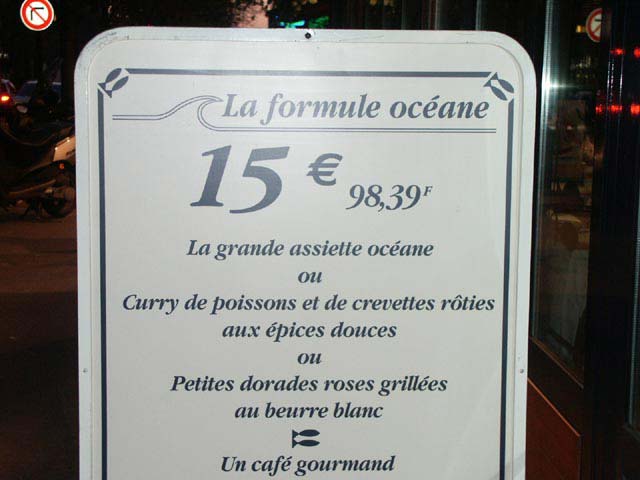 La formule océane
15 € 98,39 F
La grande assiette océane
ou
Curry de poissons et de crevettes rôties
aux épices douces
ou
Petites dorades roses grillées
au beurre blanc
Un café gourmand